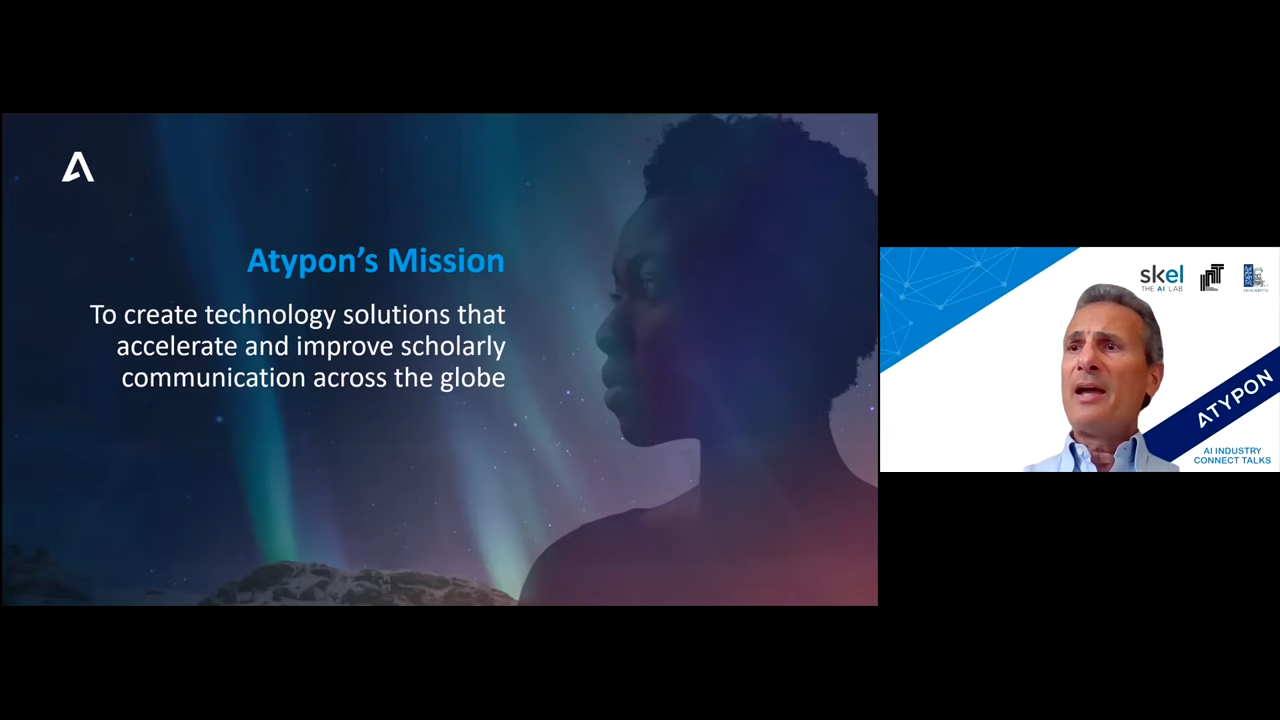 Atypon’s Mission
To create technology solutions that
accelerate and improve scholarly
communication across the globe
skel
THE AI LAB
ATYPON
AI INDUSTRY
CONNECT TALKS